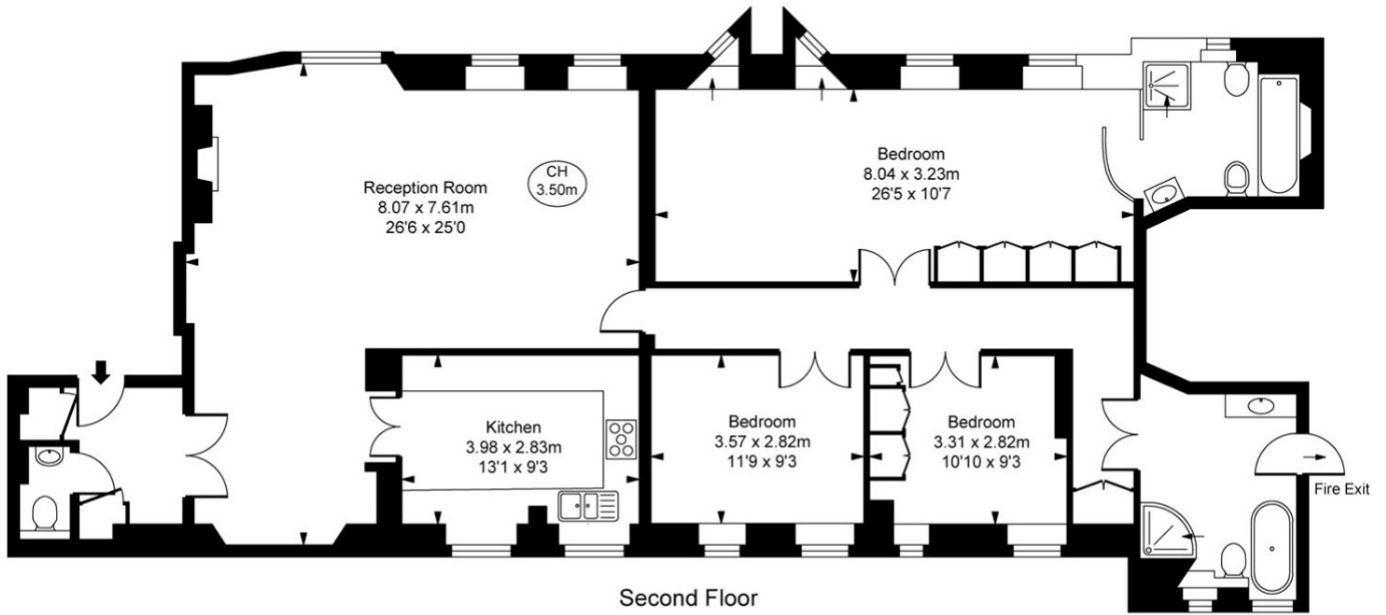 Reception Room
8.07 x 7.61m
26'6 x 25'0
CH
3.50m
Bedroom
8.04 x 3.23m
26'5 x 10'7
Kitchen
3.98 x 2.83m
13'1 x 9'3
Bedroom
3.57 x 2.82m
11'9 x 9'3
Bedroom
3.31 x 2.82m
10'10 x 9'3
Fire Exit
Second Floor